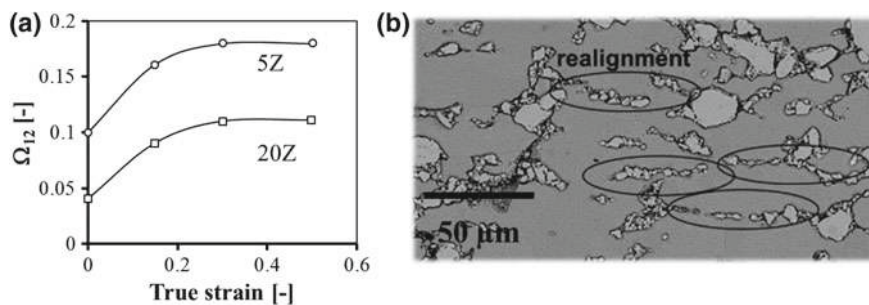 (a)
0.2
0.15
0.1
0.05
0
Ω12 [-]
5Z
20Z
0
0.2
0.4
0.6
True strain [-]
(b)
realignment
50 µm